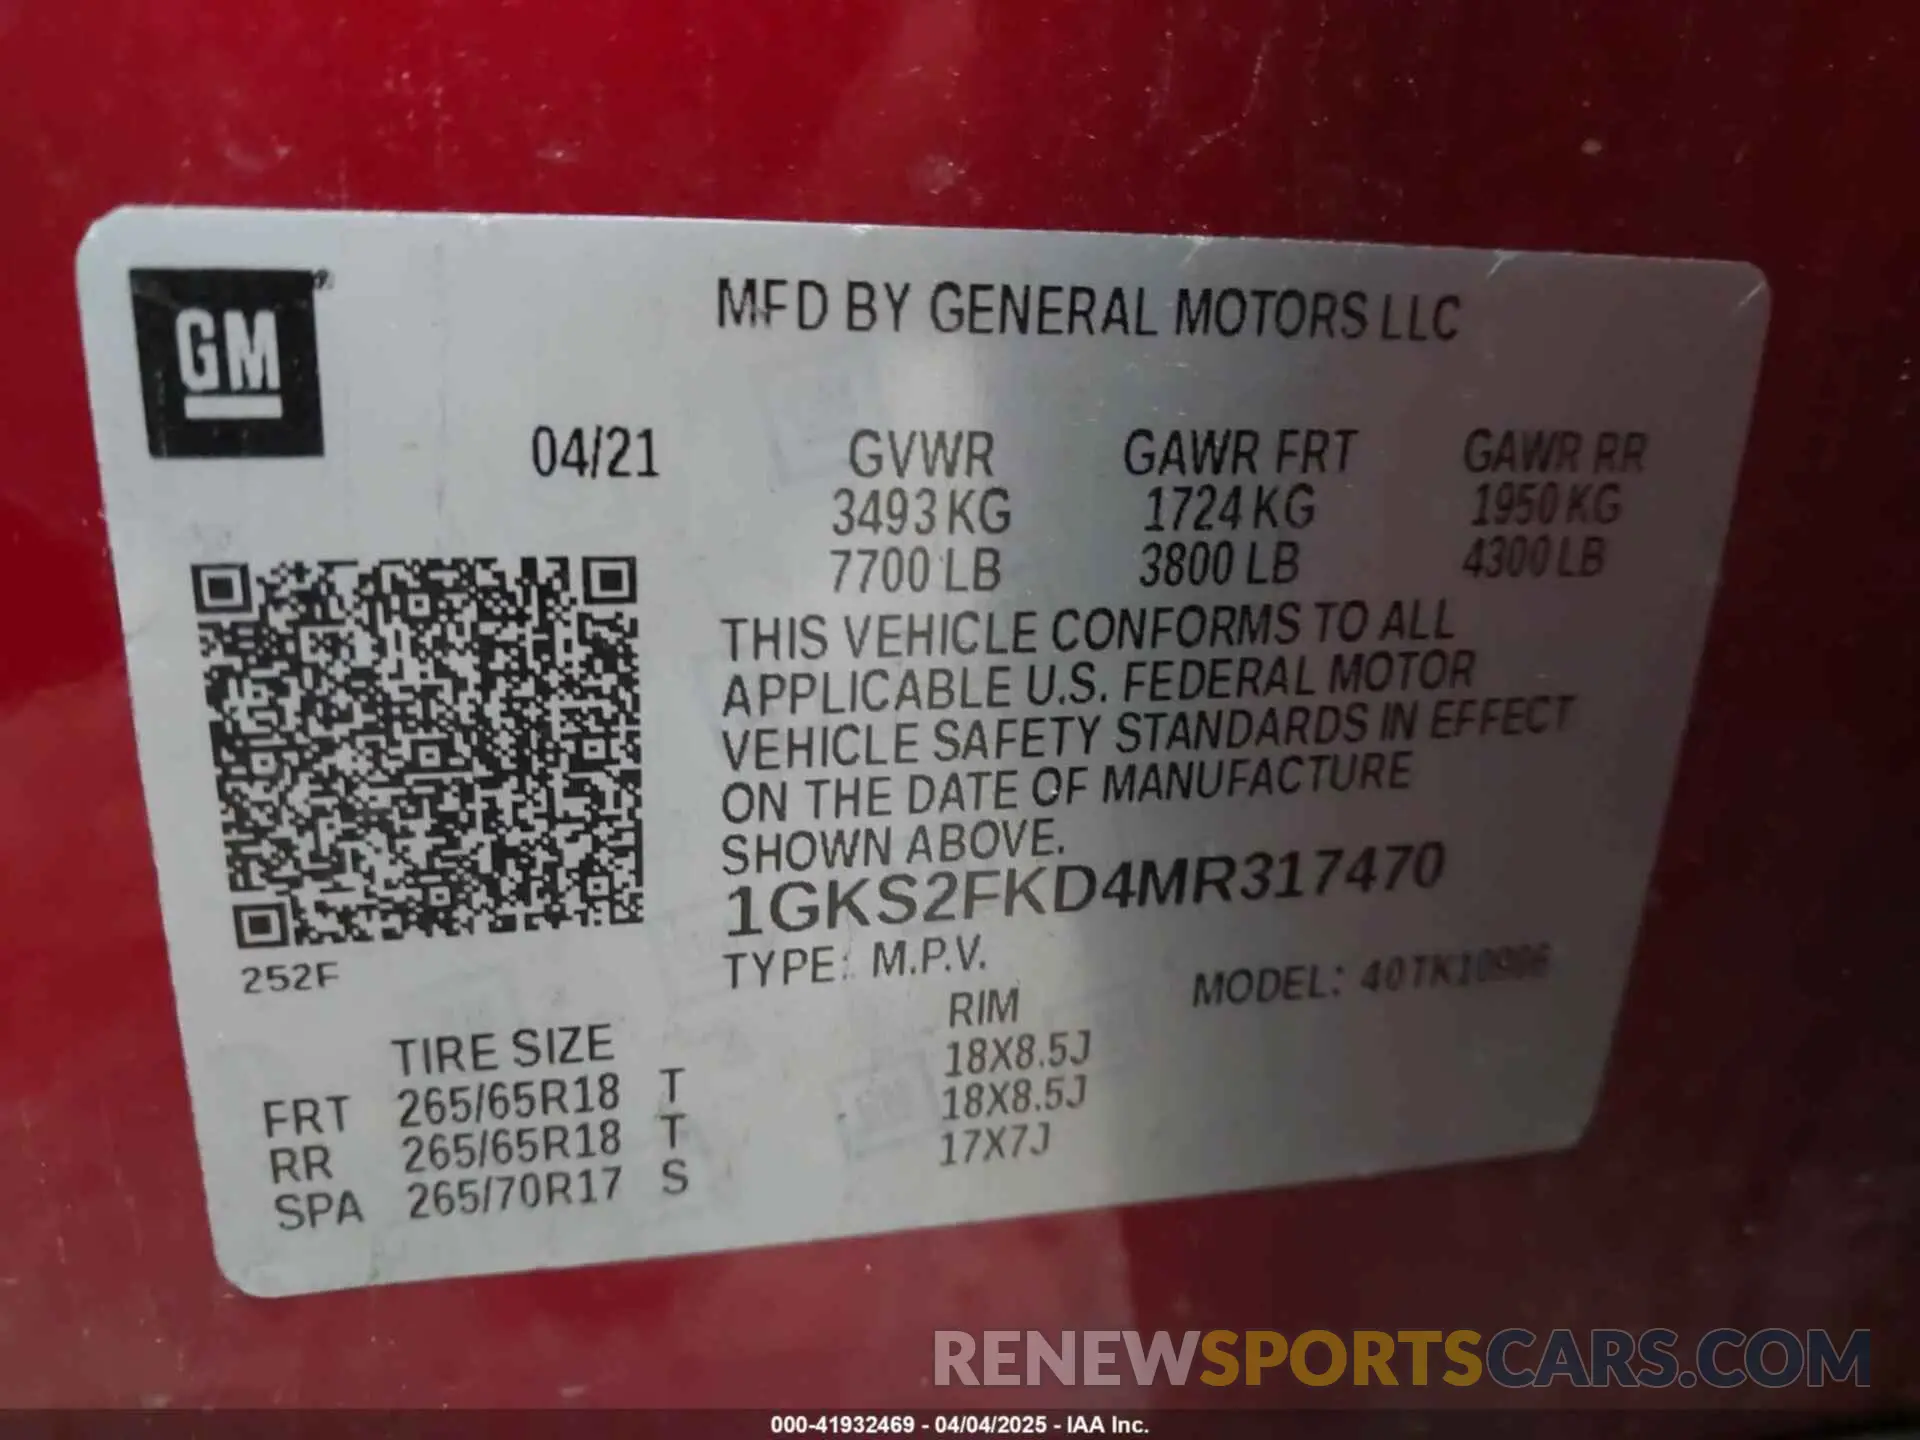 GM
MFD BY GENERAL MOTORS LLC
04/21 GVWR GAWR FRT GAWR RR
3493 KG 1724 KG 1950 KG
7700 LB 3800 LB 4300 LB
THIS VEHICLE CONFORMS TO ALL
APPLICABLE U.S. FEDERAL MOTOR
VEHICLE SAFETY STANDARDS IN EFFECT
ON THE DATE OF MANUFACTURE
SHOWN ABOVE.
1GKS2FKD4MR317470
252F
TYPE: M.P.V. MODEL: 40TK10906
TIRE SIZE RIM
FRT 265/65R18 T 18X8.5J
RR 265/65R18 T 18X8.5J
SPA 265/70R17 S 17X7J
RENEWSPORTSCARS.COM
000-41932469 - 04/04/2025 - IAA Inc.